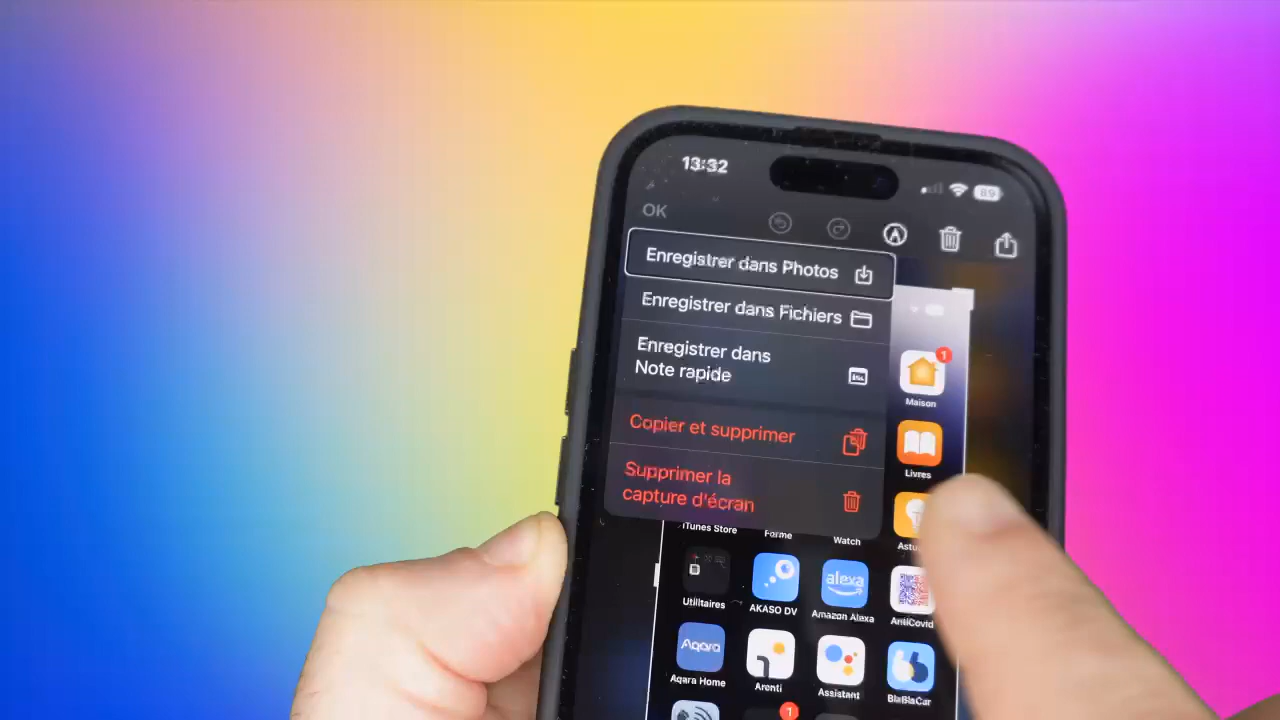 13:32
89
OK
Enregistrer dans Photos
Enregistrer dans Fichiers
Enregistrer dans
Note rapide
Copier et supprimer
Supprimer la
capture d'écran
1
Maison
Livres
iTunes Store
Forme
Watch
Utilitaires
AKASO DV
alexa
Amazon Alexa
AntiCovid
Aqara
Aqara Home
Arenti
Assistant
BlaBlaCar
1